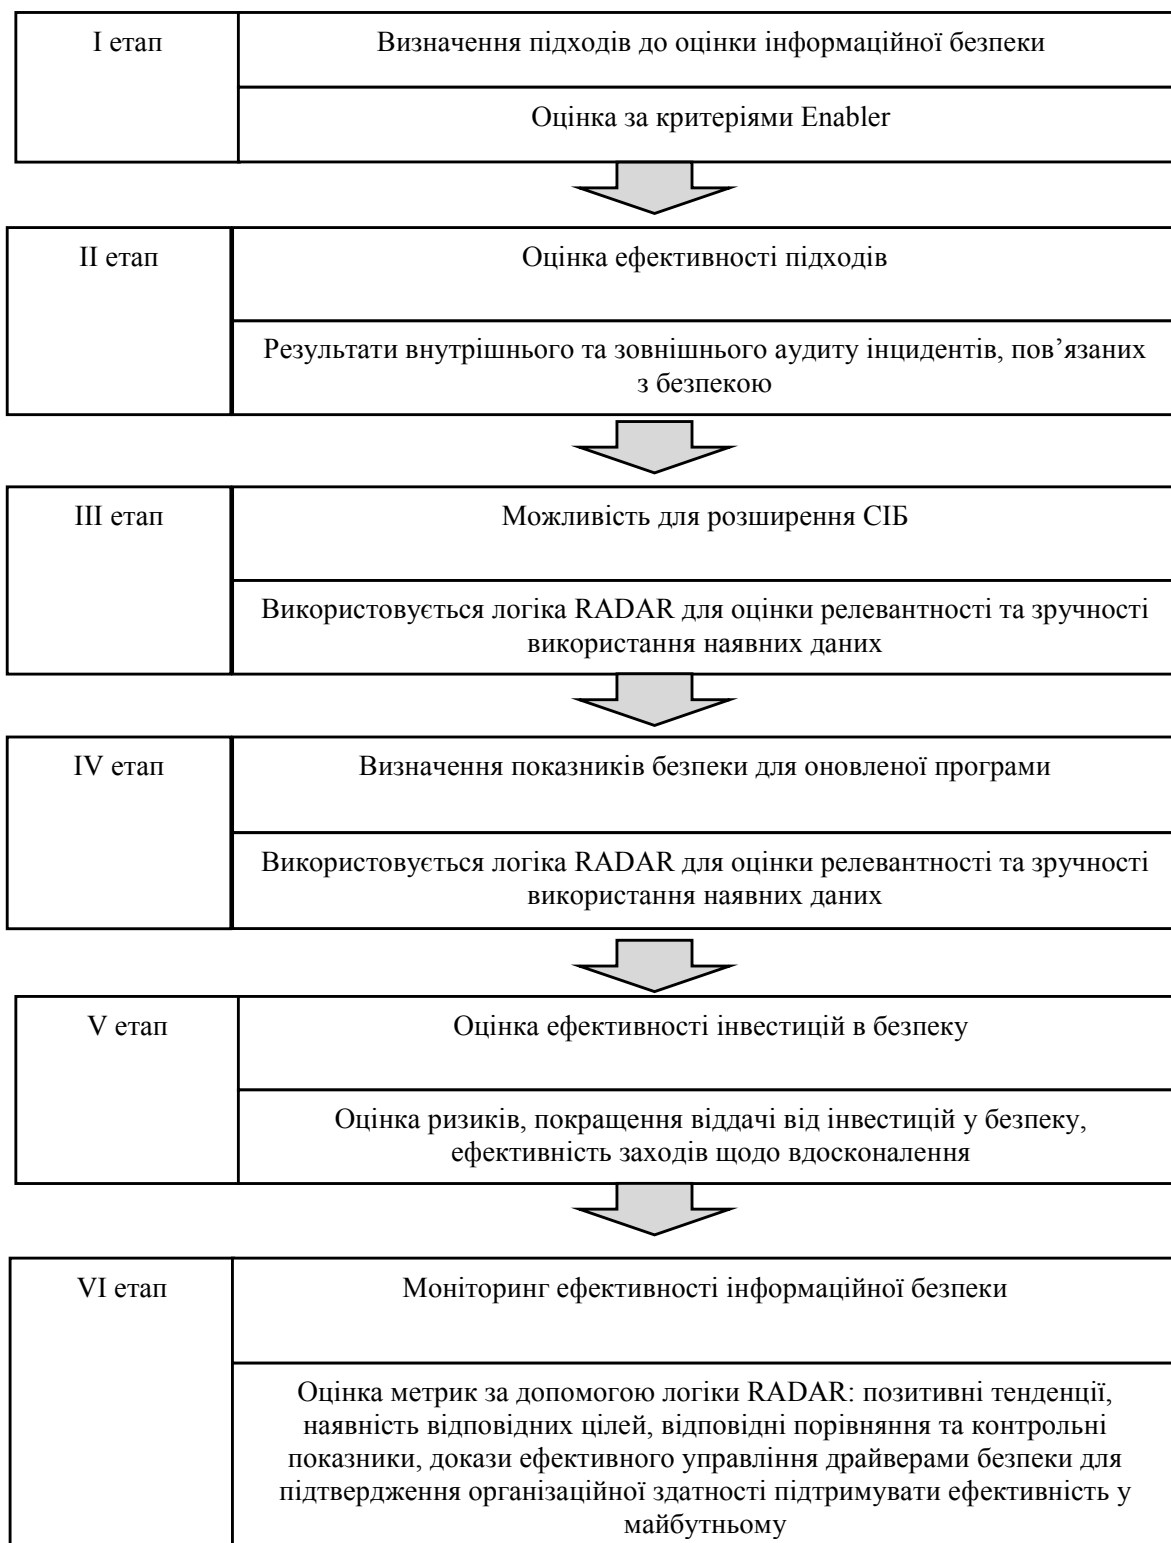 І етап
Визначення підходів до оцінки інформаційної безпеки
Оцінка за критеріями Enabler
ІІ етап
Оцінка ефективності підходів
Результати внутрішнього та зовнішнього аудиту інцидентів, пов’язаних
з безпекою
ІІІ етап
Можливість для розширення СІБ
Використовується логіка RADAR для оцінки релевантності та зручності
використання наявних даних
IV етап
Визначення показників безпеки для оновленої програми
Використовується логіка RADAR для оцінки релевантності та зручності
використання наявних даних
V етап
Оцінка ефективності інвестицій в безпеку
Оцінка ризиків, покращення віддачі від інвестицій у безпеку,
ефективність заходів щодо вдосконалення
VI етап
Моніторинг ефективності інформаційної безпеки
Оцінка метрик за допомогою логіки RADAR: позитивні тенденції,
наявність відповідних цілей, відповідні порівняння та контрольні
показники, докази ефективного управління драйверами безпеки для
підтвердження організаційної здатності підтримувати ефективність у
майбутньому